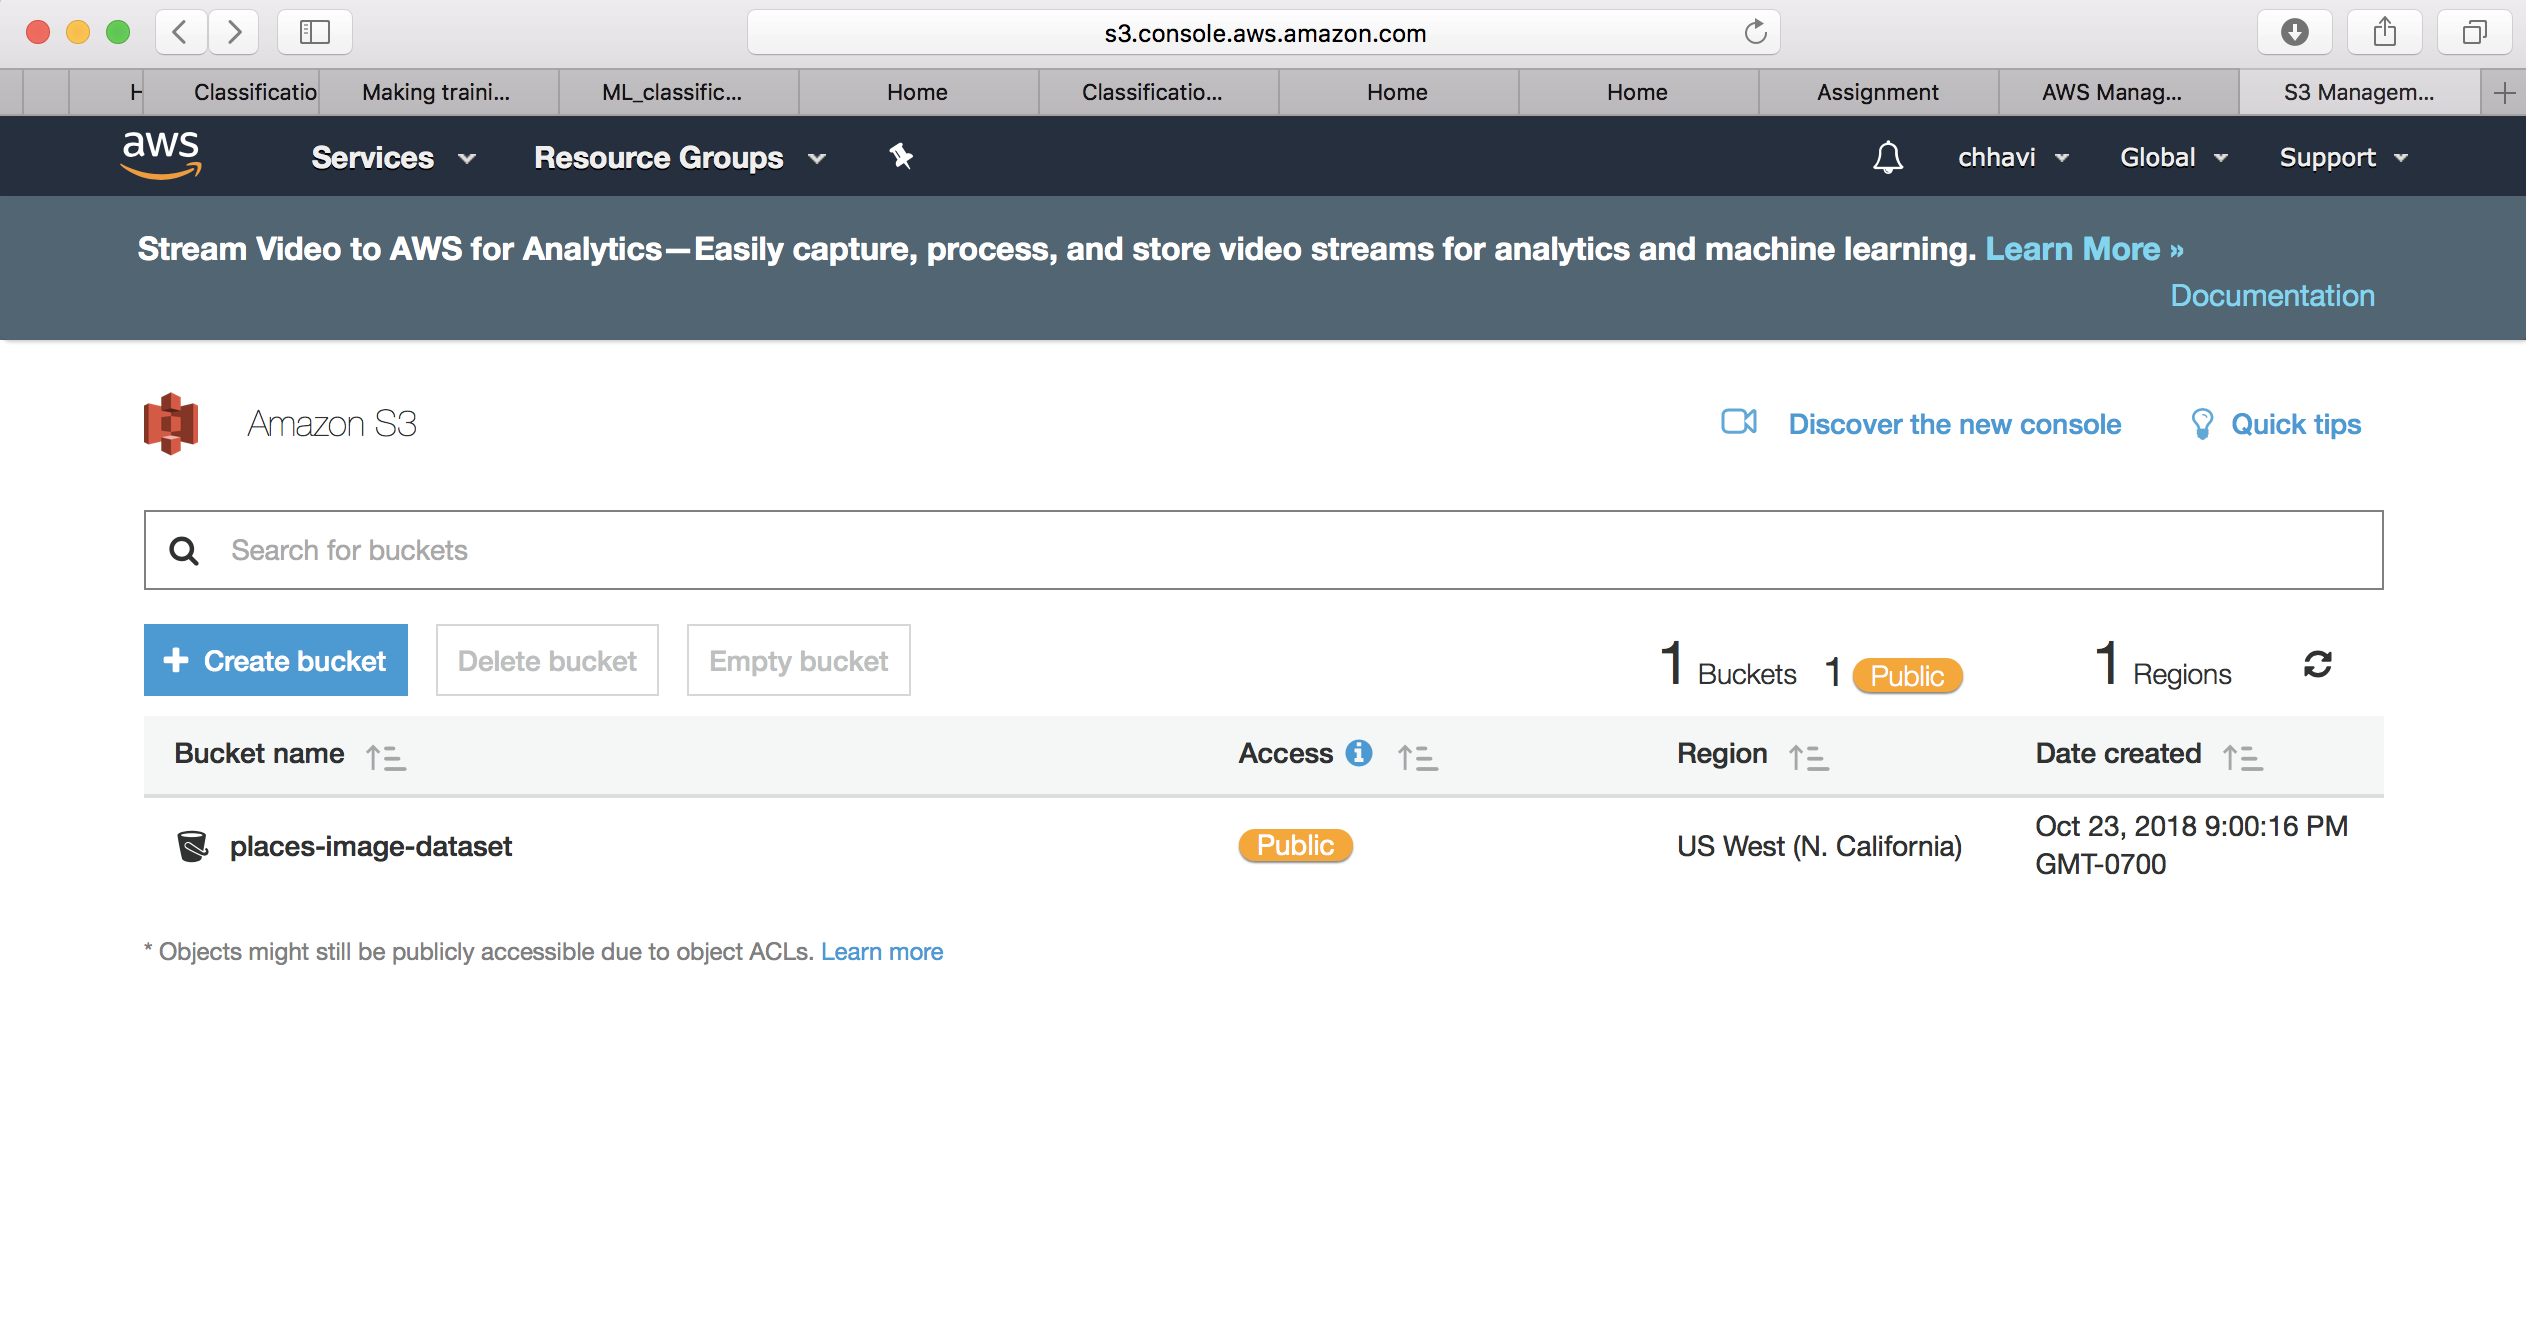 s3.console.aws.amazon.com
H Classificatio Making traini... ML_classific... Home Classificatio... Home Home Assignment AWS Manag... S3 Managem...
aws Services Resource Groups chhavi Global Support
Stream Video to AWS for Analytics—Easily capture, process, and store video streams for analytics and machine learning. Learn More »
Documentation
Amazon S3 Discover the new console Quick tips
Search for buckets
+ Create bucket Delete bucket Empty bucket 1 Buckets 1 Public 1 Regions
Bucket name Access Region Date created
places-image-dataset Public US West (N. California) Oct 23, 2018 9:00:16 PM
GMT-0700
* Objects might still be publicly accessible due to object ACLs. Learn more